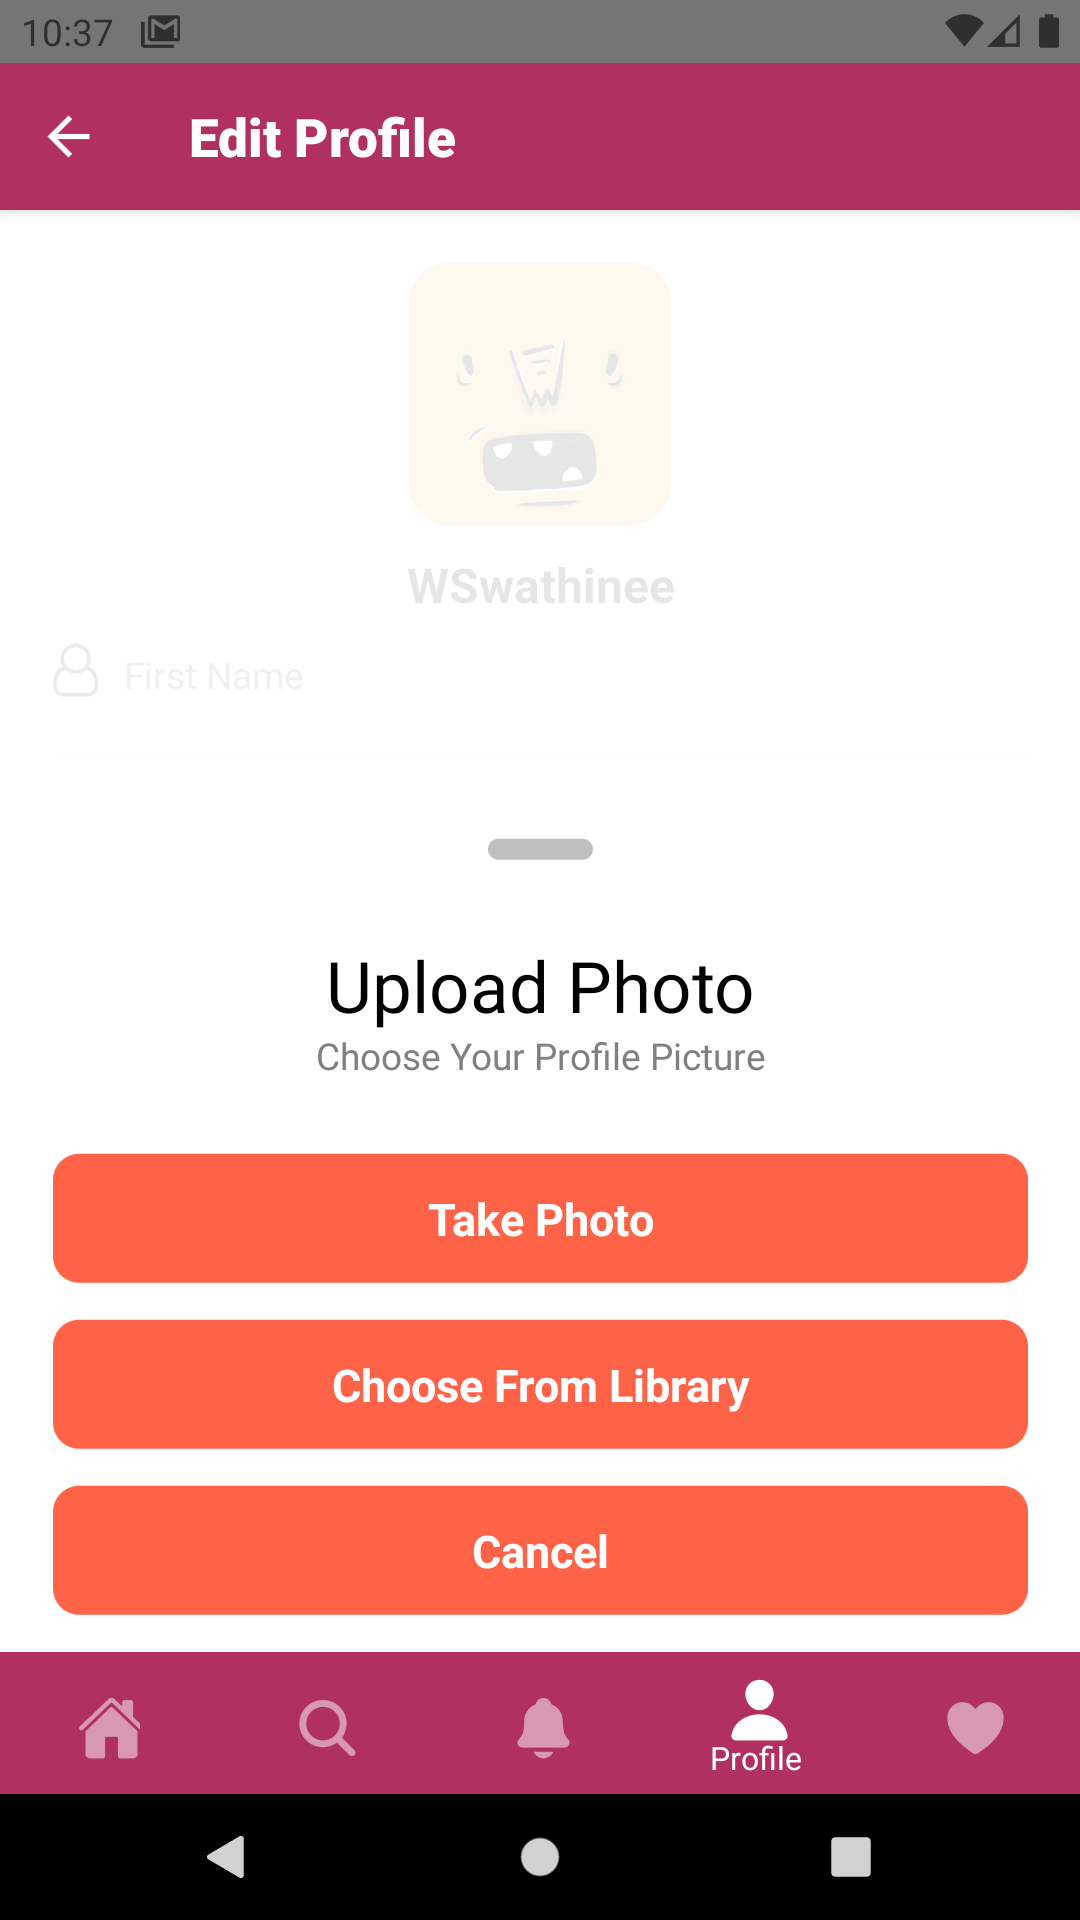 10:37
Edit Profile
WSwathinee
First Name
Upload Photo
Choose Your Profile Picture
Take Photo
Choose From Library
Cancel
Profile